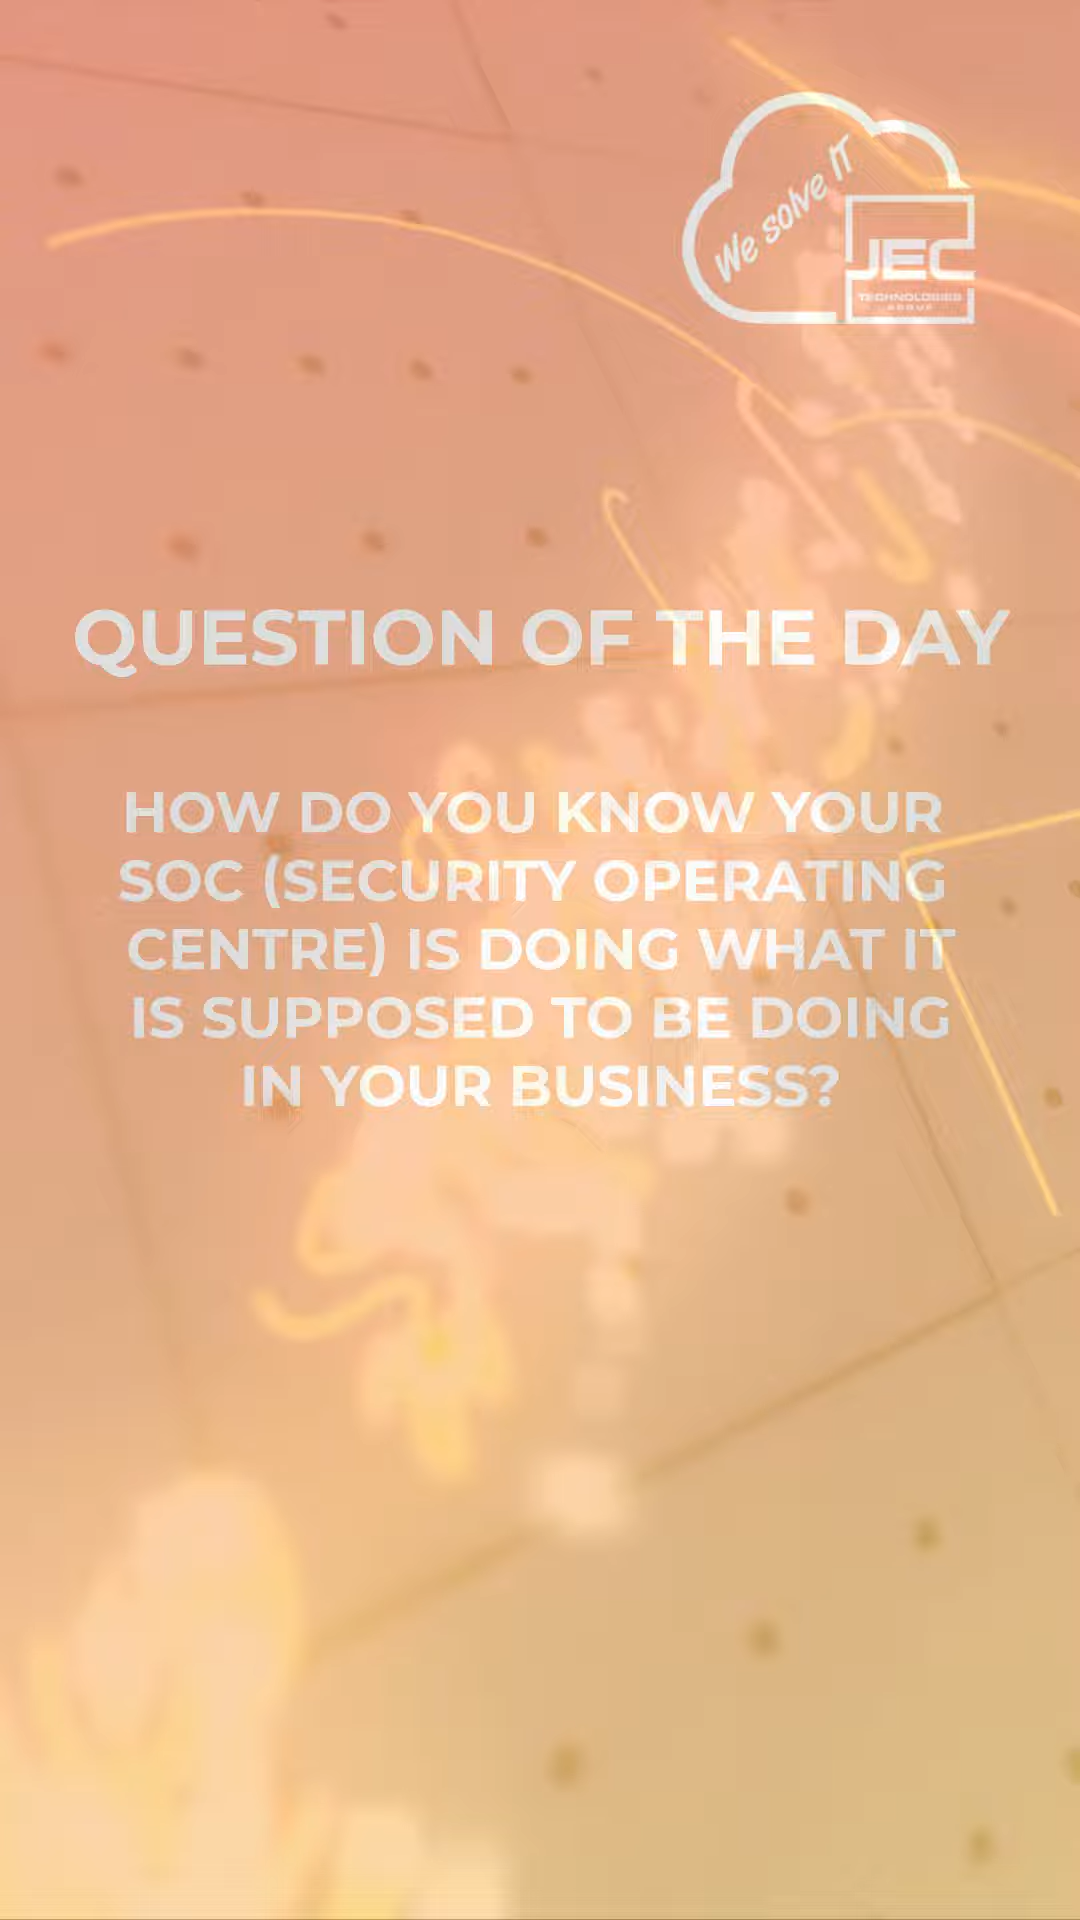 We solve IT
JEC
TECHNOLOGIES
GROUP
QUESTION OF THE DAY
HOW DO YOU KNOW YOUR
SOC (SECURITY OPERATING
CENTRE) IS DOING WHAT IT
IS SUPPOSED TO BE DOING
IN YOUR BUSINESS?